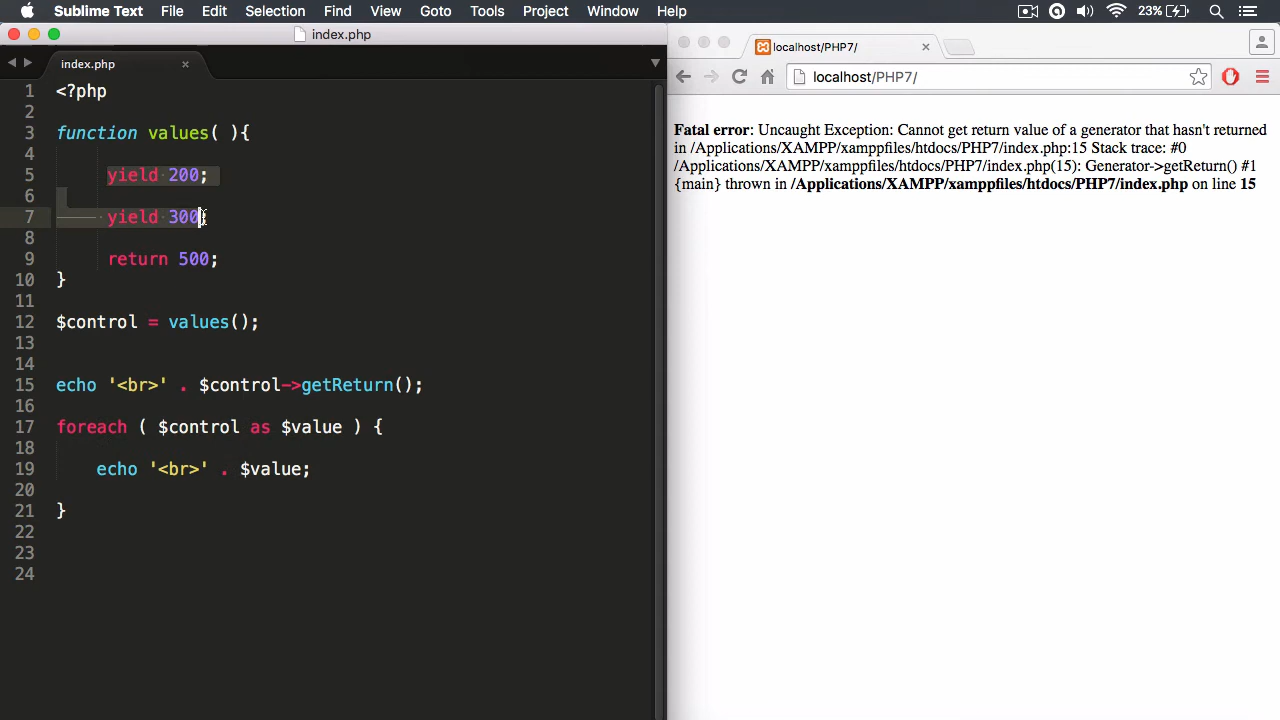 Sublime Text File Edit Selection Find View Goto Tools Project Window Help 23%
index.php
index.php
1 <?php
2
3 function values( ){
4
5 yield 200;
6
7 yield 300;
8
9 return 500;
10 }
11
12 $control = values();
13
14
15 echo '<br>' . $control->getReturn();
16
17 foreach ( $control as $value ) {
18
19 echo '<br>' . $value;
20
21 }
22
23
24
localhost/PHP7/
localhost/PHP7/
Fatal error: Uncaught Exception: Cannot get return value of a generator that hasn't returned
in /Applications/XAMPP/xamppfiles/htdocs/PHP7/index.php:15 Stack trace: #0
/Applications/XAMPP/xamppfiles/htdocs/PHP7/index.php(15): Generator->getReturn() #1
{main} thrown in /Applications/XAMPP/xamppfiles/htdocs/PHP7/index.php on line 15